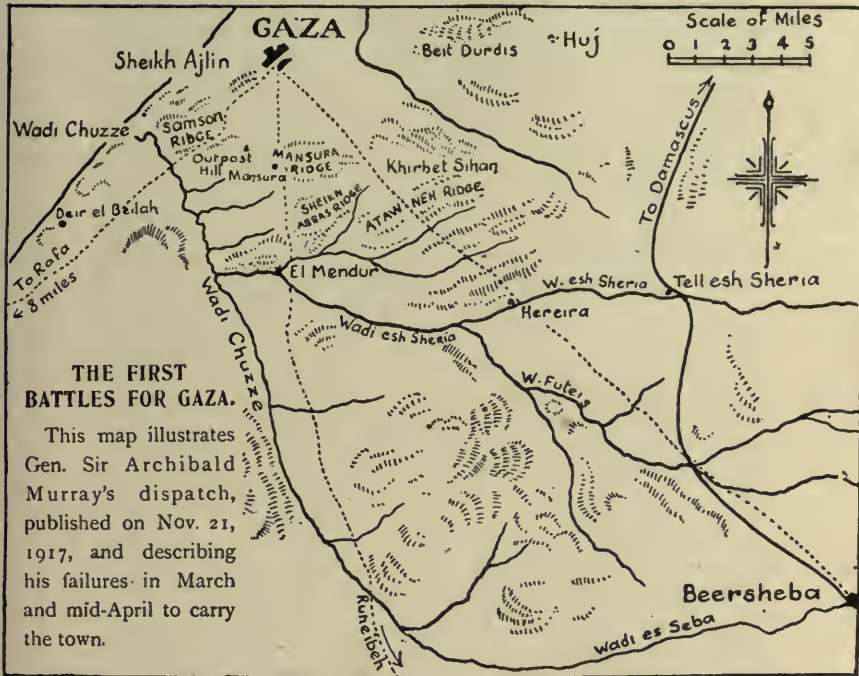 GAZA
Sheikh Ajlin
Beit Durdis
Huj
Scale of Miles
0 1 2 3 4 5
Wadi Chuzze
SAMSON
RIDGE
Outpost
Hill
Mansura
MANSURA
RIDGE
Khirbet Sihan
SHEIKH
ABBAS RIDGE
ATAWINEH RIDGE
To Damascus
Deir el Belah
To Rafa
8 miles
El Mendur
W. esh Sheria
Tell esh Sheria
Hereira
Wadi esh Sheria
Wadi Chuzze
W. Futeis
THE FIRST
BATTLES FOR GAZA.
This map illustrates
Gen. Sir Archibald
Murray's dispatch,
published on Nov. 21,
1917, and describing
his failures in March
and mid-April to carry
the town.
Beersheba
Ruheibeh
Wadi es Seba